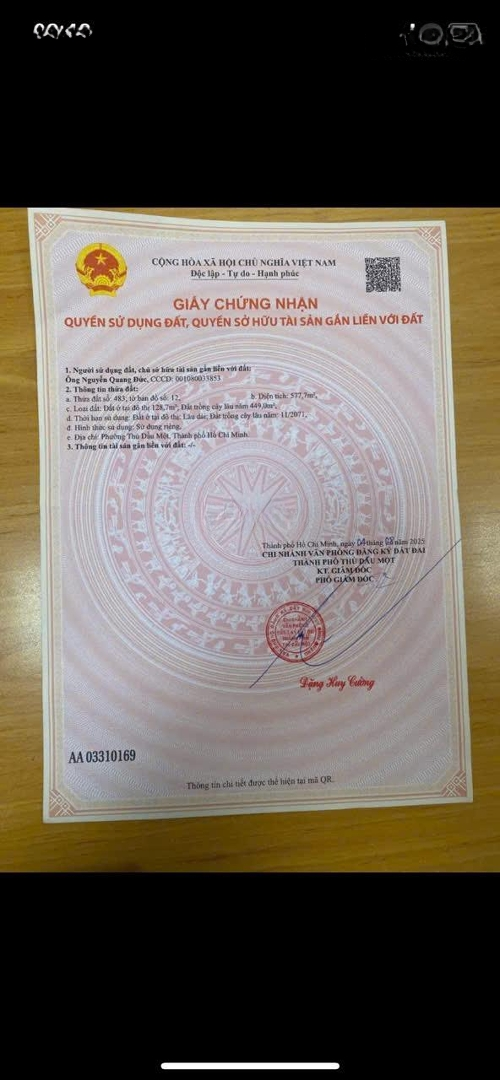 CỘNG HÒA XÃ HỘI CHỦ NGHĨA VIỆT NAM
Độc lập - Tự do - Hạnh phúc
GIẤY CHỨNG NHẬN
QUYỀN SỬ DỤNG ĐẤT, QUYỀN SỞ HỮU TÀI SẢN GẮN LIỀN VỚI ĐẤT
1. Người sử dụng đất, chủ sở hữu tài sản gắn liền với đất:
Ông Nguyễn Quang Đức, CCCD: 001080033853
2. Thông tin thửa đất:
a. Thửa đất số: 483; tờ bản đồ số: 12, b. Diện tích: 577,7m²,
c. Loại đất: Đất ở tại đô thị 128,7m²; Đất trồng cây lâu năm 449,0m²,
d. Thời hạn sử dụng: Đất ở tại đô thị: Lâu dài; Đất trồng cây lâu năm: 11/2071,
đ. Hình thức sử dụng: Sử dụng riêng,
e. Địa chỉ: Phường Thủ Dầu Một, Thành phố Hồ Chí Minh.
3. Thông tin tài sản gắn liền với đất: -/-
Thành phố Hồ Chí Minh, ngày 04 tháng 08 năm 2025
CHI NHÁNH VĂN PHÒNG ĐĂNG KÝ ĐẤT ĐAI
THÀNH PHỐ THỦ DẦU MỘT
KT. GIÁM ĐỐC
PHÓ GIÁM ĐỐC
Đặng Huy Cường
AA 03310169
Thông tin chi tiết được thể hiện tại mã QR.